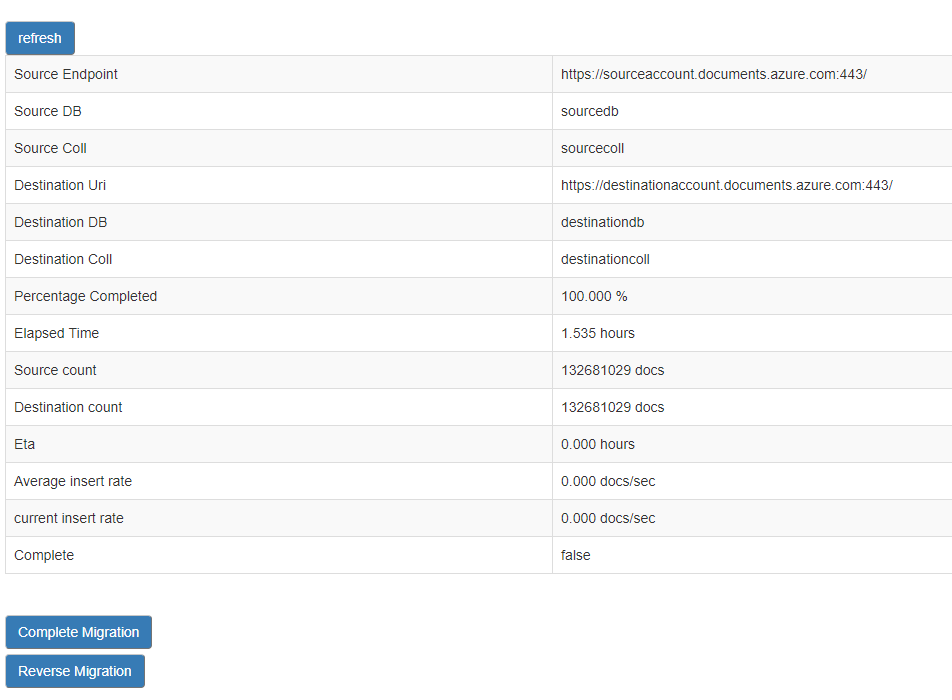 refresh
Source Endpoint https://sourceaccount.documents.azure.com:443/
Source DB sourcedb
Source Coll sourcecoll
Destination Uri https://destinationaccount.documents.azure.com:443/
Destination DB destinationdb
Destination Coll destinationcoll
Percentage Completed 100.000 %
Elapsed Time 1.535 hours
Source count 132681029 docs
Destination count 132681029 docs
Eta 0.000 hours
Average insert rate 0.000 docs/sec
current insert rate 0.000 docs/sec
Complete false
Complete Migration
Reverse Migration